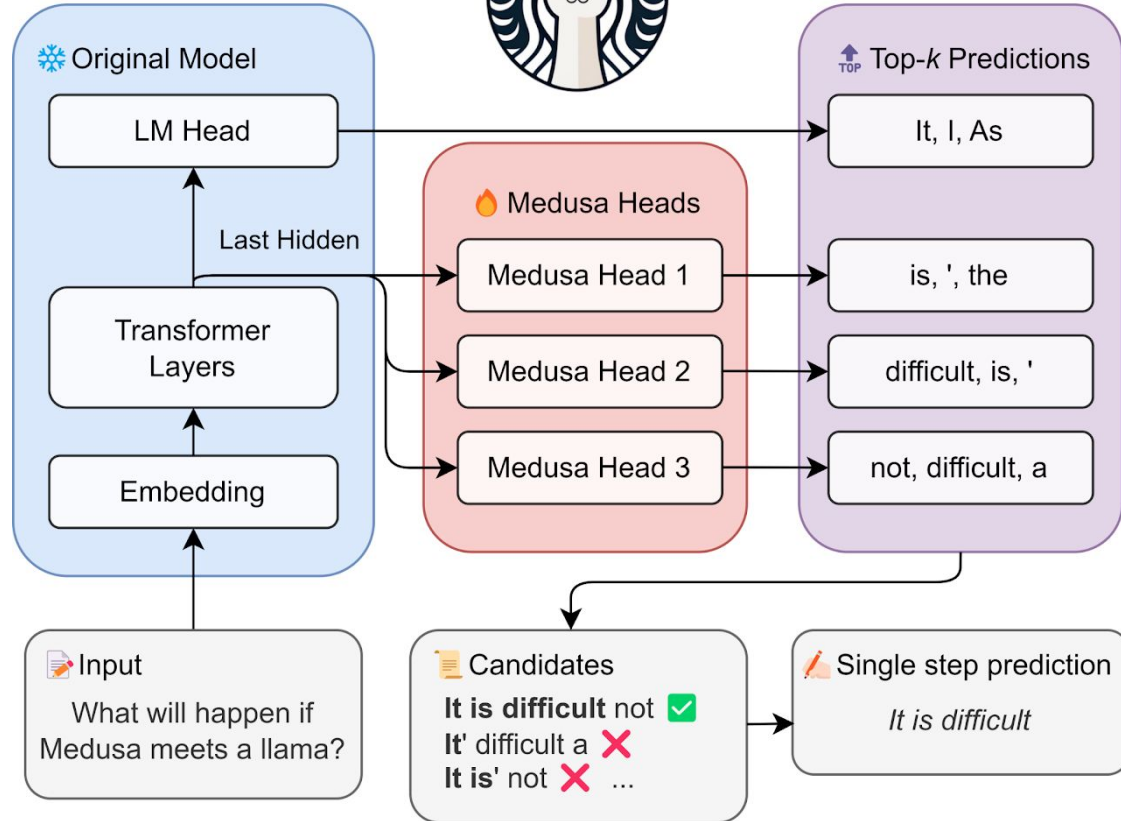 Original Model
LM Head
Last Hidden
Transformer
Layers
Embedding
Medusa Heads
Medusa Head 1
Medusa Head 2
Medusa Head 3
TOP
Top-k Predictions
It, I, As
is, ', the
difficult, is, '
not, difficult, a
Input
What will happen if
Medusa meets a llama?
Candidates
It is difficult not
It' difficult a
It is' not ...
Single step prediction
It is difficult